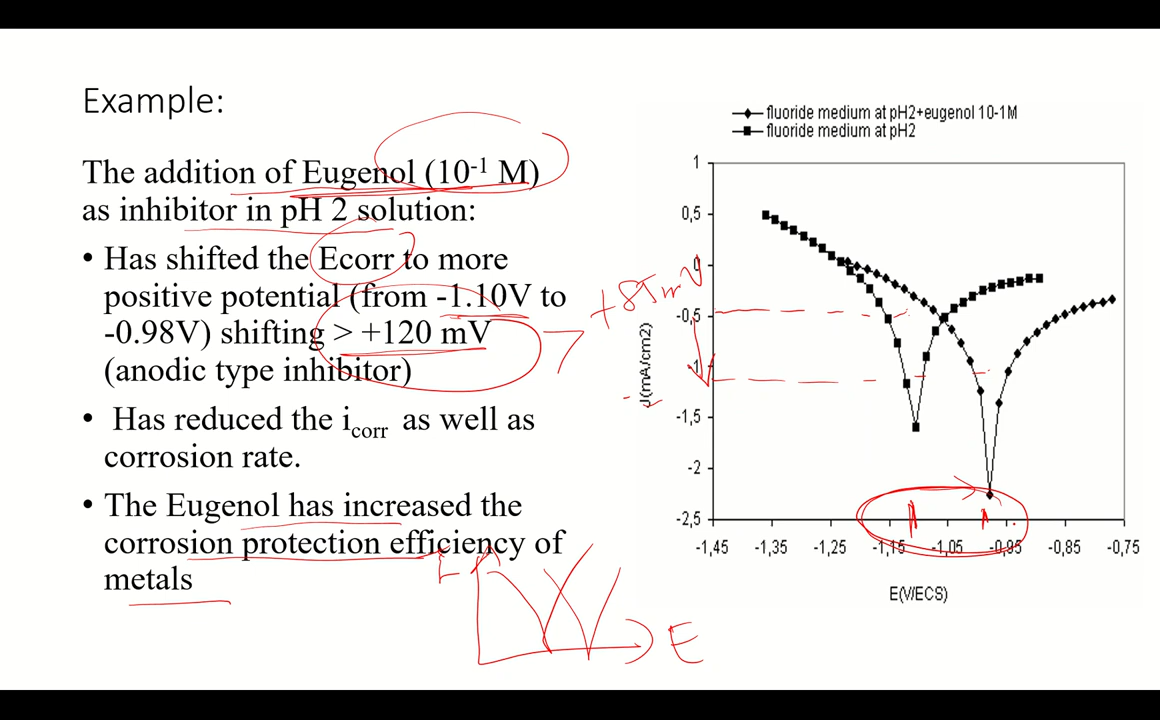 Example:
The addition of Eugenol (10⁻¹ M)
as inhibitor in pH 2 solution:
• Has shifted the Ecorr to more
positive potential (from -1.10V to
-0.98V) shifting > +120 mV
(anodic type inhibitor)
• Has reduced the icorr as well as
corrosion rate.
• The Eugenol has increased the
corrosion protection efficiency of
metals
+85mV
E
fluoride medium at pH2+eugenol 10-1M
fluoride medium at pH2
1
0,5
0
-0,5
-1
-1,5
-2
-2,5
J(mA/cm2)
-1,45 -1,35 -1,25 -1,15 -1,05 -0,95 -0,85 -0,75
E(V/ECS)